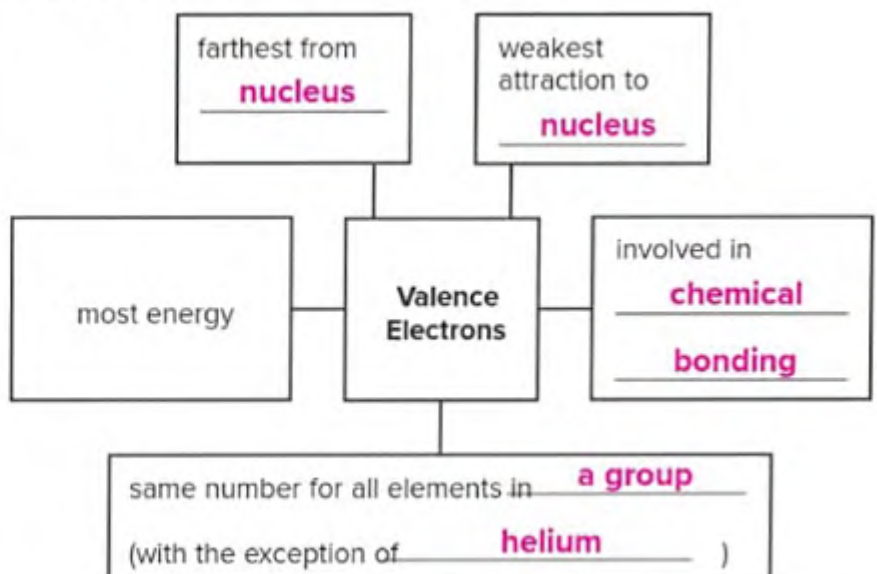 farthest from
nucleus
weakest
attraction to
nucleus
most energy
Valence
Electrons
involved in
chemical
bonding
same number for all elements in a group
(with the exception of helium )